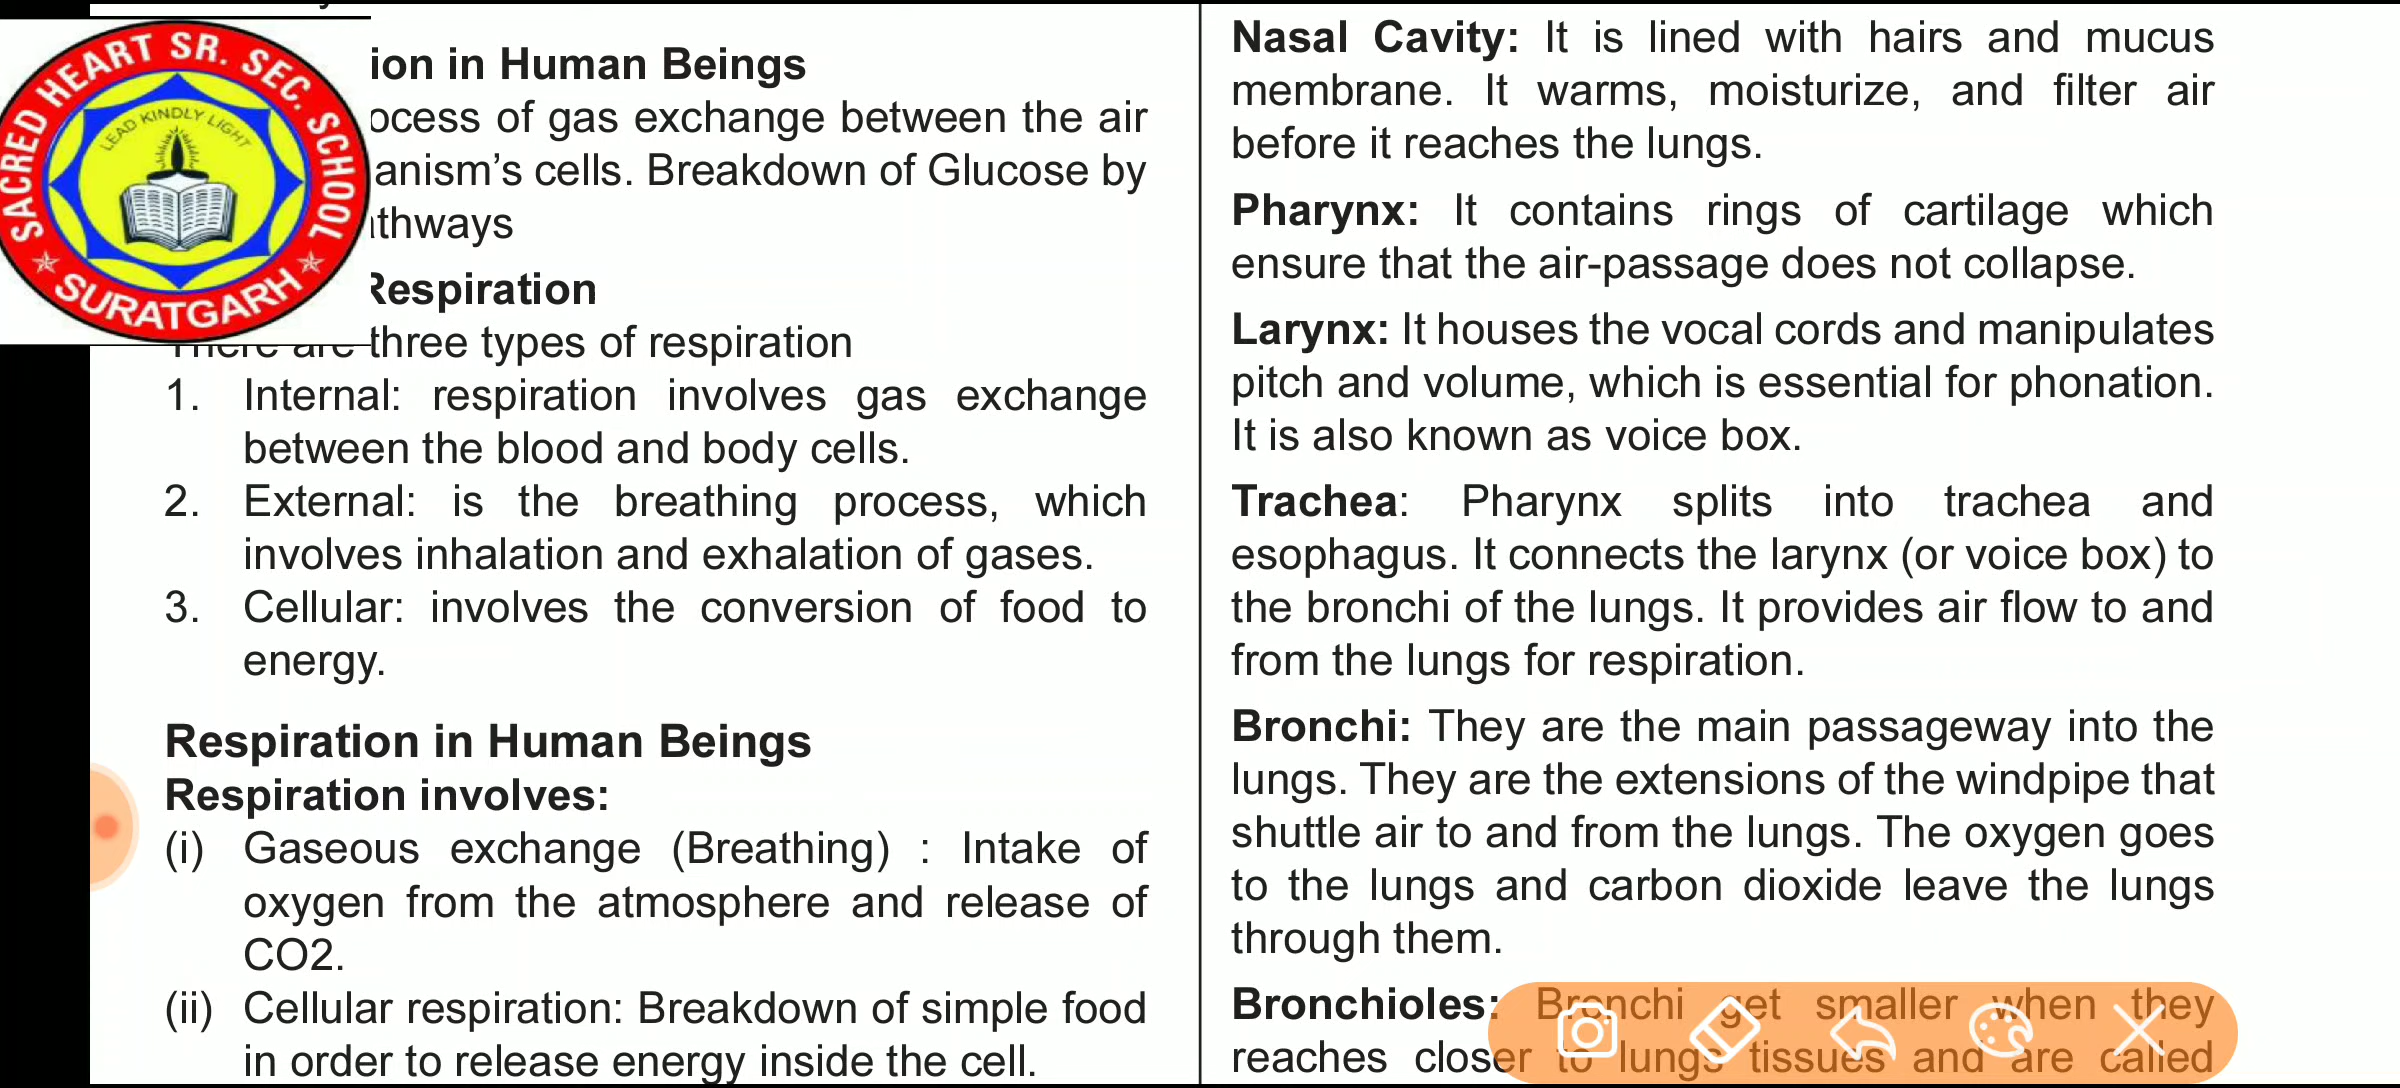 SACRED HEART SR. SEC. SCHOOL
LEAD KINDLY LIGHT
SURATGARH
ion in Human Beings
ocess of gas exchange between the air
anism's cells. Breakdown of Glucose by
thways
Respiration
There are three types of respiration
1. Internal: respiration involves gas exchange
between the blood and body cells.
2. External: is the breathing process, which
involves inhalation and exhalation of gases.
3. Cellular: involves the conversion of food to
energy.
Respiration in Human Beings
Respiration involves:
(i) Gaseous exchange (Breathing) : Intake of
oxygen from the atmosphere and release of
CO2.
(ii) Cellular respiration: Breakdown of simple food
in order to release energy inside the cell.
Nasal Cavity: It is lined with hairs and mucus
membrane. It warms, moisturize, and filter air
before it reaches the lungs.
Pharynx: It contains rings of cartilage which
ensure that the air-passage does not collapse.
Larynx: It houses the vocal cords and manipulates
pitch and volume, which is essential for phonation.
It is also known as voice box.
Trachea: Pharynx splits into trachea and
esophagus. It connects the larynx (or voice box) to
the bronchi of the lungs. It provides air flow to and
from the lungs for respiration.
Bronchi: They are the main passageway into the
lungs. They are the extensions of the windpipe that
shuttle air to and from the lungs. The oxygen goes
to the lungs and carbon dioxide leave the lungs
through them.
Bronchioles: Bronchi get smaller when they
reaches closer to lungs tissues and are called